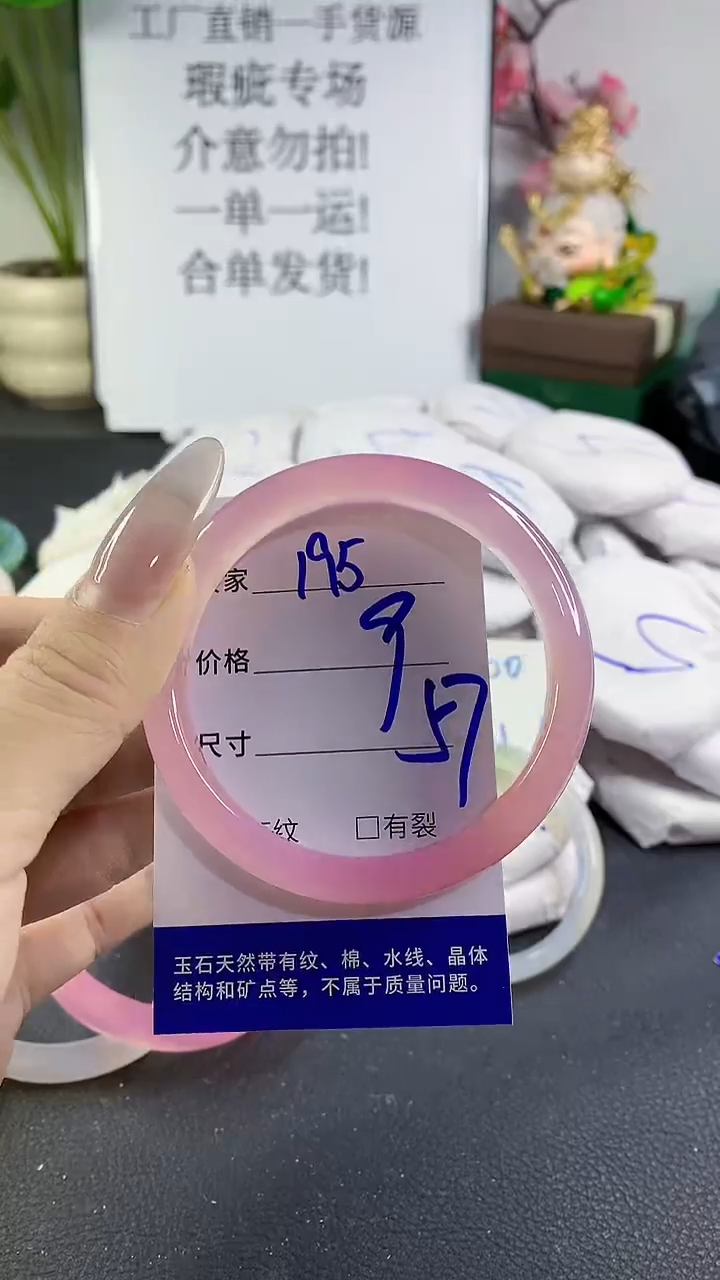 工厂直销一手货源
瑕疵专场
介意勿拍!
一单一运!
合单发货!
家 195
价格 9
尺寸 57
纹 □有裂
玉石天然带有纹、棉、水线、晶体
结构和矿点等，不属于质量问题。